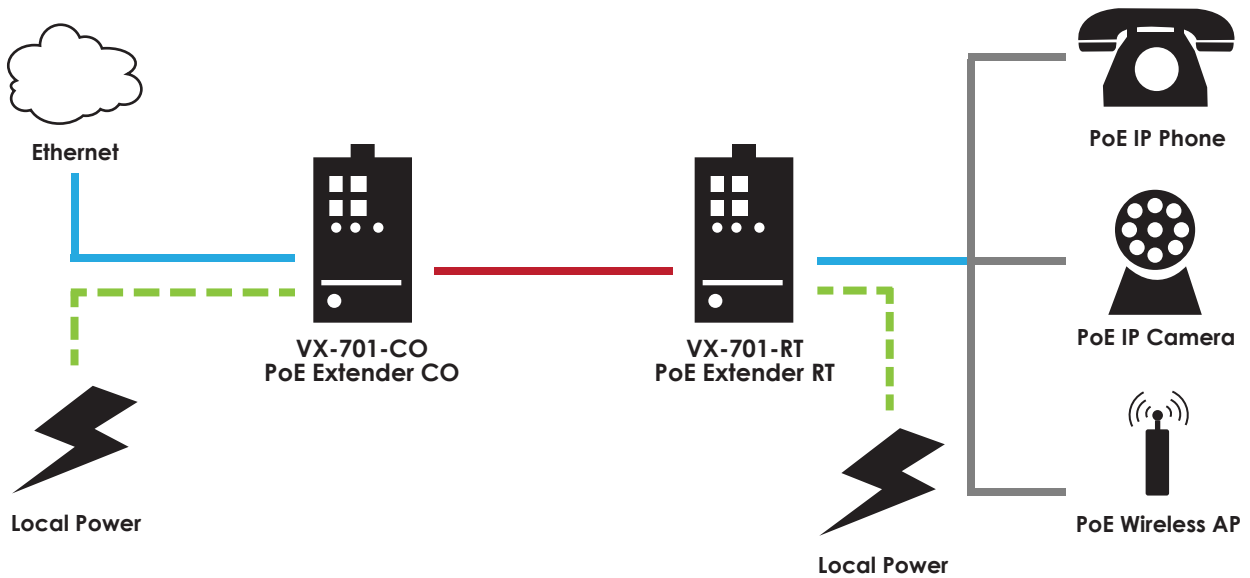 Ethernet
Local Power
VX-701-CO
PoE Extender CO
VX-701-RT
PoE Extender RT
Local Power
PoE IP Phone
PoE IP Camera
PoE Wireless AP